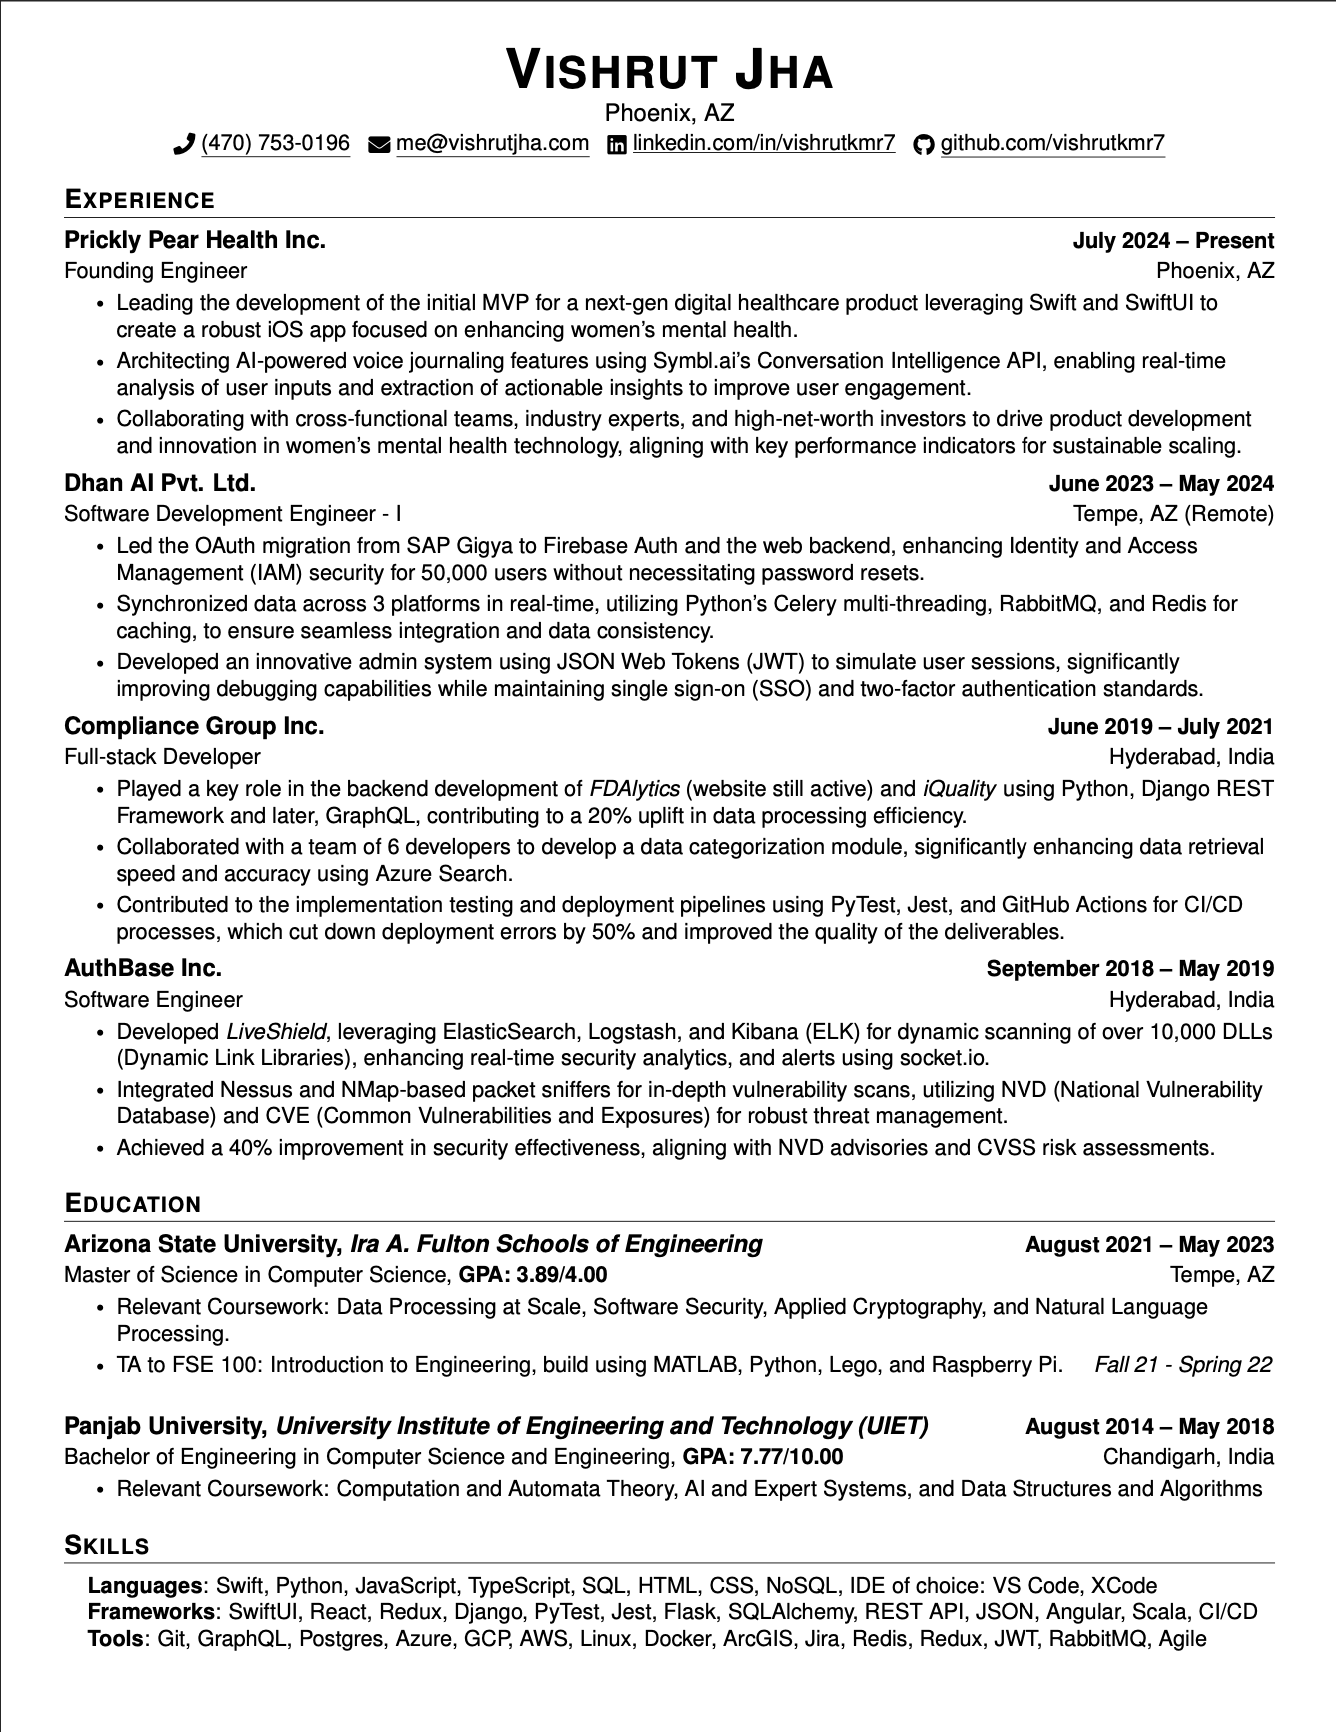 VISHRUT JHA
Phoenix, AZ
(470) 753-0196 me@vishrutjha.com linkedin.com/in/vishrutkmr7 github.com/vishrutkmr7
EXPERIENCE
Prickly Pear Health Inc. July 2024 – Present
Founding Engineer Phoenix, AZ
• Leading the development of the initial MVP for a next-gen digital healthcare product leveraging Swift and SwiftUI to
create a robust iOS app focused on enhancing women's mental health.
• Architecting AI-powered voice journaling features using Symbl.ai's Conversation Intelligence API, enabling real-time
analysis of user inputs and extraction of actionable insights to improve user engagement.
• Collaborating with cross-functional teams, industry experts, and high-net-worth investors to drive product development
and innovation in women's mental health technology, aligning with key performance indicators for sustainable scaling.
Dhan AI Pvt. Ltd. June 2023 – May 2024
Software Development Engineer - I Tempe, AZ (Remote)
• Led the OAuth migration from SAP Gigya to Firebase Auth and the web backend, enhancing Identity and Access
Management (IAM) security for 50,000 users without necessitating password resets.
• Synchronized data across 3 platforms in real-time, utilizing Python's Celery multi-threading, RabbitMQ, and Redis for
caching, to ensure seamless integration and data consistency.
• Developed an innovative admin system using JSON Web Tokens (JWT) to simulate user sessions, significantly
improving debugging capabilities while maintaining single sign-on (SSO) and two-factor authentication standards.
Compliance Group Inc. June 2019 – July 2021
Full-stack Developer Hyderabad, India
• Played a key role in the backend development of FDAlytics (website still active) and iQuality using Python, Django REST
Framework and later, GraphQL, contributing to a 20% uplift in data processing efficiency.
• Collaborated with a team of 6 developers to develop a data categorization module, significantly enhancing data retrieval
speed and accuracy using Azure Search.
• Contributed to the implementation testing and deployment pipelines using PyTest, Jest, and GitHub Actions for CI/CD
processes, which cut down deployment errors by 50% and improved the quality of the deliverables.
AuthBase Inc. September 2018 – May 2019
Software Engineer Hyderabad, India
• Developed LiveShield, leveraging ElasticSearch, Logstash, and Kibana (ELK) for dynamic scanning of over 10,000 DLLs
(Dynamic Link Libraries), enhancing real-time security analytics, and alerts using socket.io.
• Integrated Nessus and NMap-based packet sniffers for in-depth vulnerability scans, utilizing NVD (National Vulnerability
Database) and CVE (Common Vulnerabilities and Exposures) for robust threat management.
• Achieved a 40% improvement in security effectiveness, aligning with NVD advisories and CVSS risk assessments.
EDUCATION
Arizona State University, Ira A. Fulton Schools of Engineering August 2021 – May 2023
Master of Science in Computer Science, GPA: 3.89/4.00 Tempe, AZ
• Relevant Coursework: Data Processing at Scale, Software Security, Applied Cryptography, and Natural Language
Processing.
• TA to FSE 100: Introduction to Engineering, build using MATLAB, Python, Lego, and Raspberry Pi. Fall 21 - Spring 22
Panjab University, University Institute of Engineering and Technology (UIET) August 2014 – May 2018
Bachelor of Engineering in Computer Science and Engineering, GPA: 7.77/10.00 Chandigarh, India
• Relevant Coursework: Computation and Automata Theory, AI and Expert Systems, and Data Structures and Algorithms
SKILLS
Languages: Swift, Python, JavaScript, TypeScript, SQL, HTML, CSS, NoSQL, IDE of choice: VS Code, XCode
Frameworks: SwiftUI, React, Redux, Django, PyTest, Jest, Flask, SQLAlchemy, REST API, JSON, Angular, Scala, CI/CD
Tools: Git, GraphQL, Postgres, Azure, GCP, AWS, Linux, Docker, ArcGIS, Jira, Redis, Redux, JWT, RabbitMQ, Agile